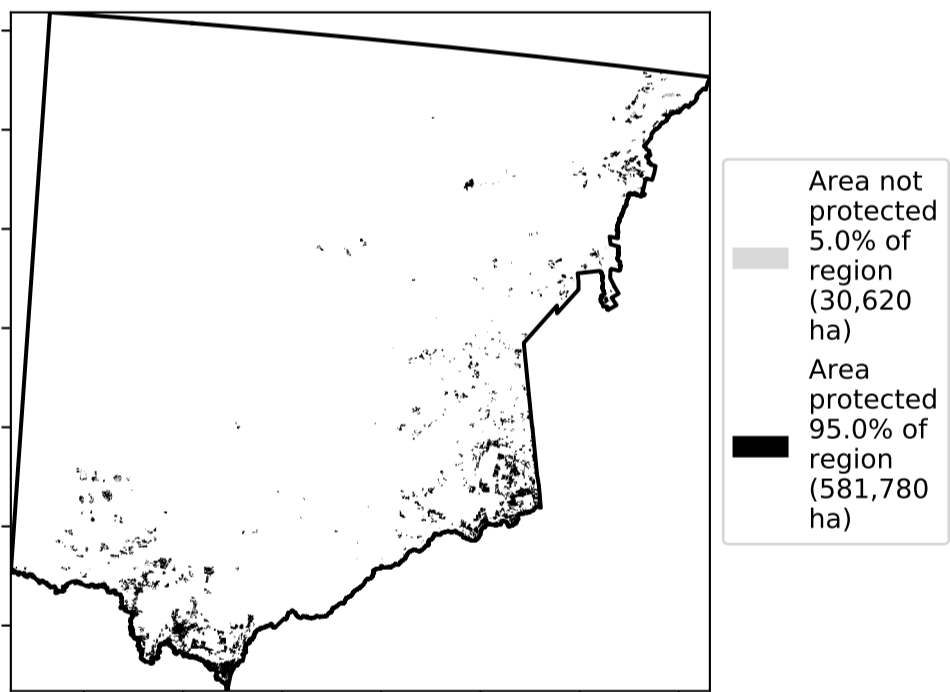 Area not
protected
5.0% of
region
(30,620
ha)
Area
protected
95.0% of
region
(581,780
ha)